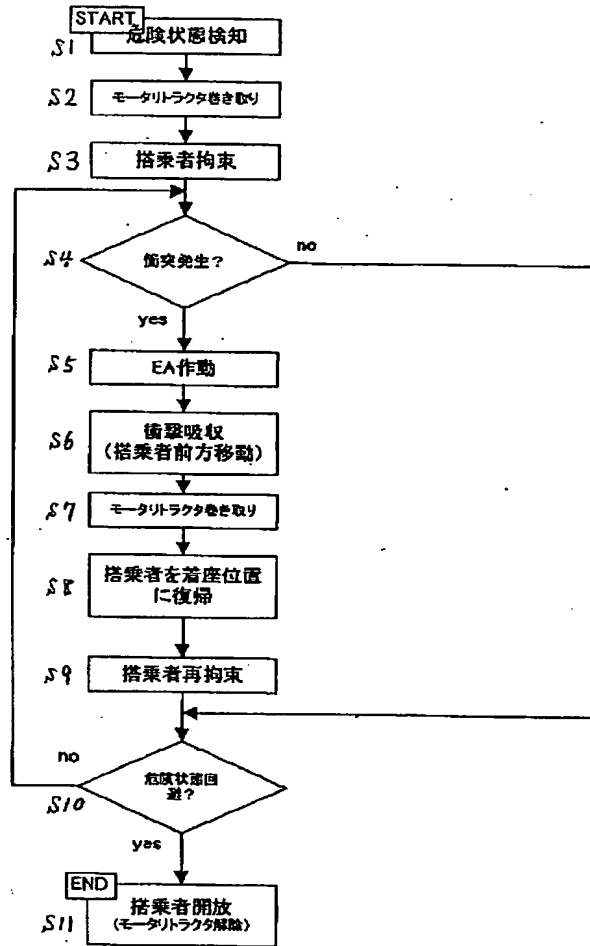 START
S1
危険状態検知
S2
モータリトラクタ巻き取り
S3
搭乗者拘束
S4
衝突発生？
no
yes
S5
EA作動
S6
衝撃吸収
(搭乗者前方移動)
S7
モータリトラクタ巻き取り
S8
搭乗者を着座位置
に復帰
S9
搭乗者再拘束
no
S10
危険状態回
避？
yes
END
S11
搭乗者開放
(モータリトラクタ解除)